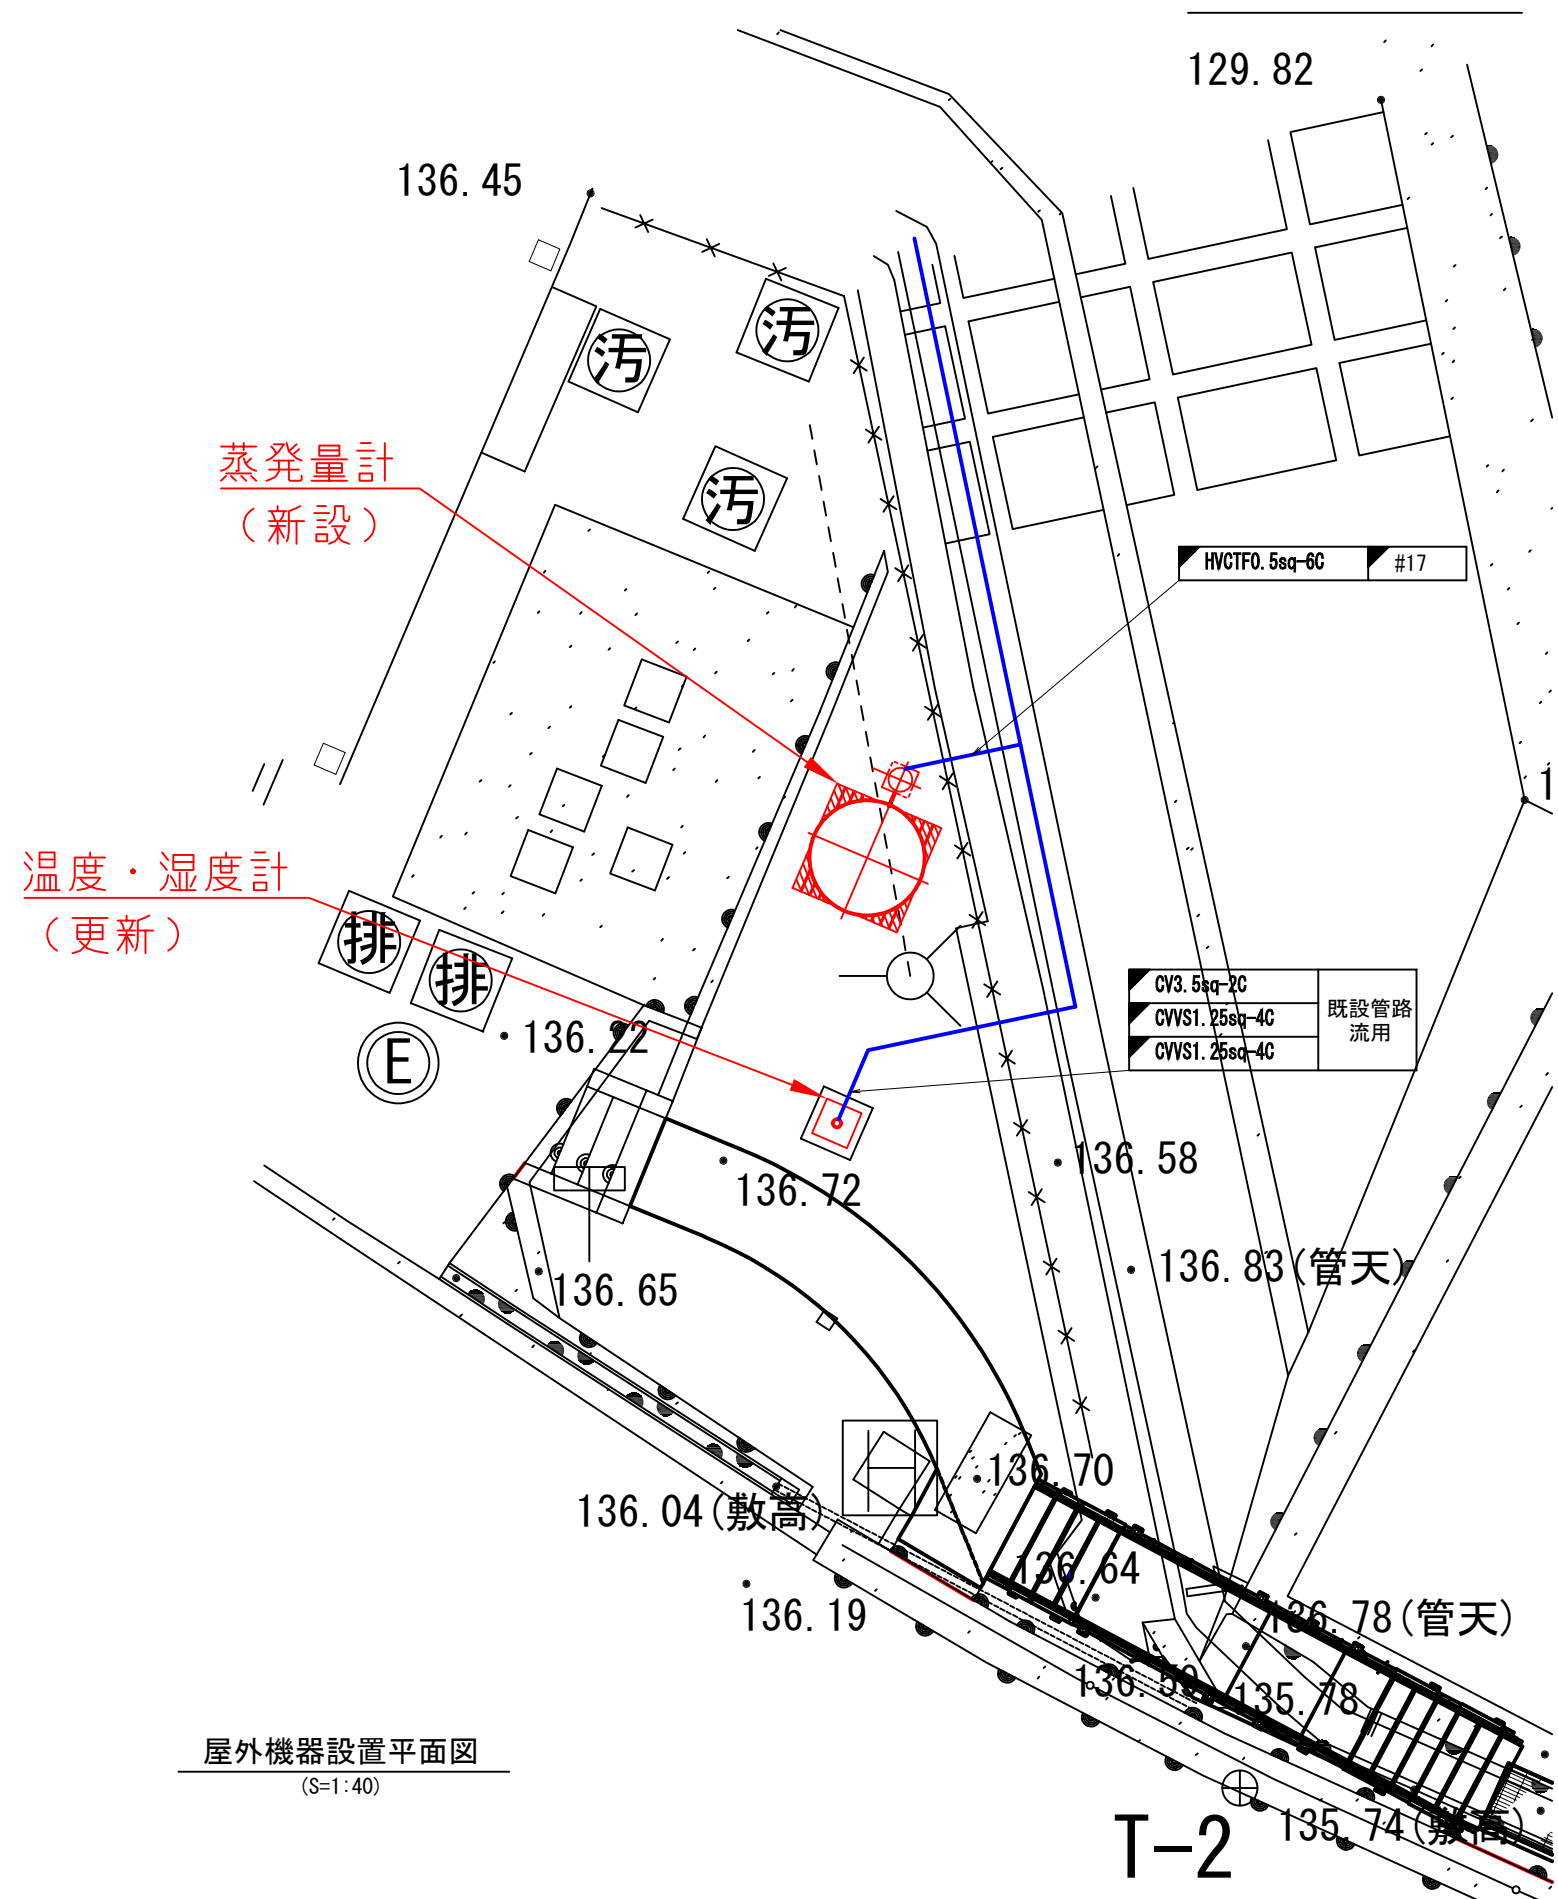 129.82
136.45
汚
汚
蒸発量計
（新設）
汚
HVCTF0.5sq-6C
#17
1
温度・湿度計
（更新）
排
排
CV3.5sq-2C
CVVS1.25sq-4C
CVVS1.25sq-4C
既設管路
流用
136.22
E
136.58
136.72
136.83(管天)
136.65
136.70
136.04(敷高)
136.64
136.19
136.78(管天)
136.59
135.78
屋外機器設置平面図
(S=1:40)
T-2
135.74(敷高)